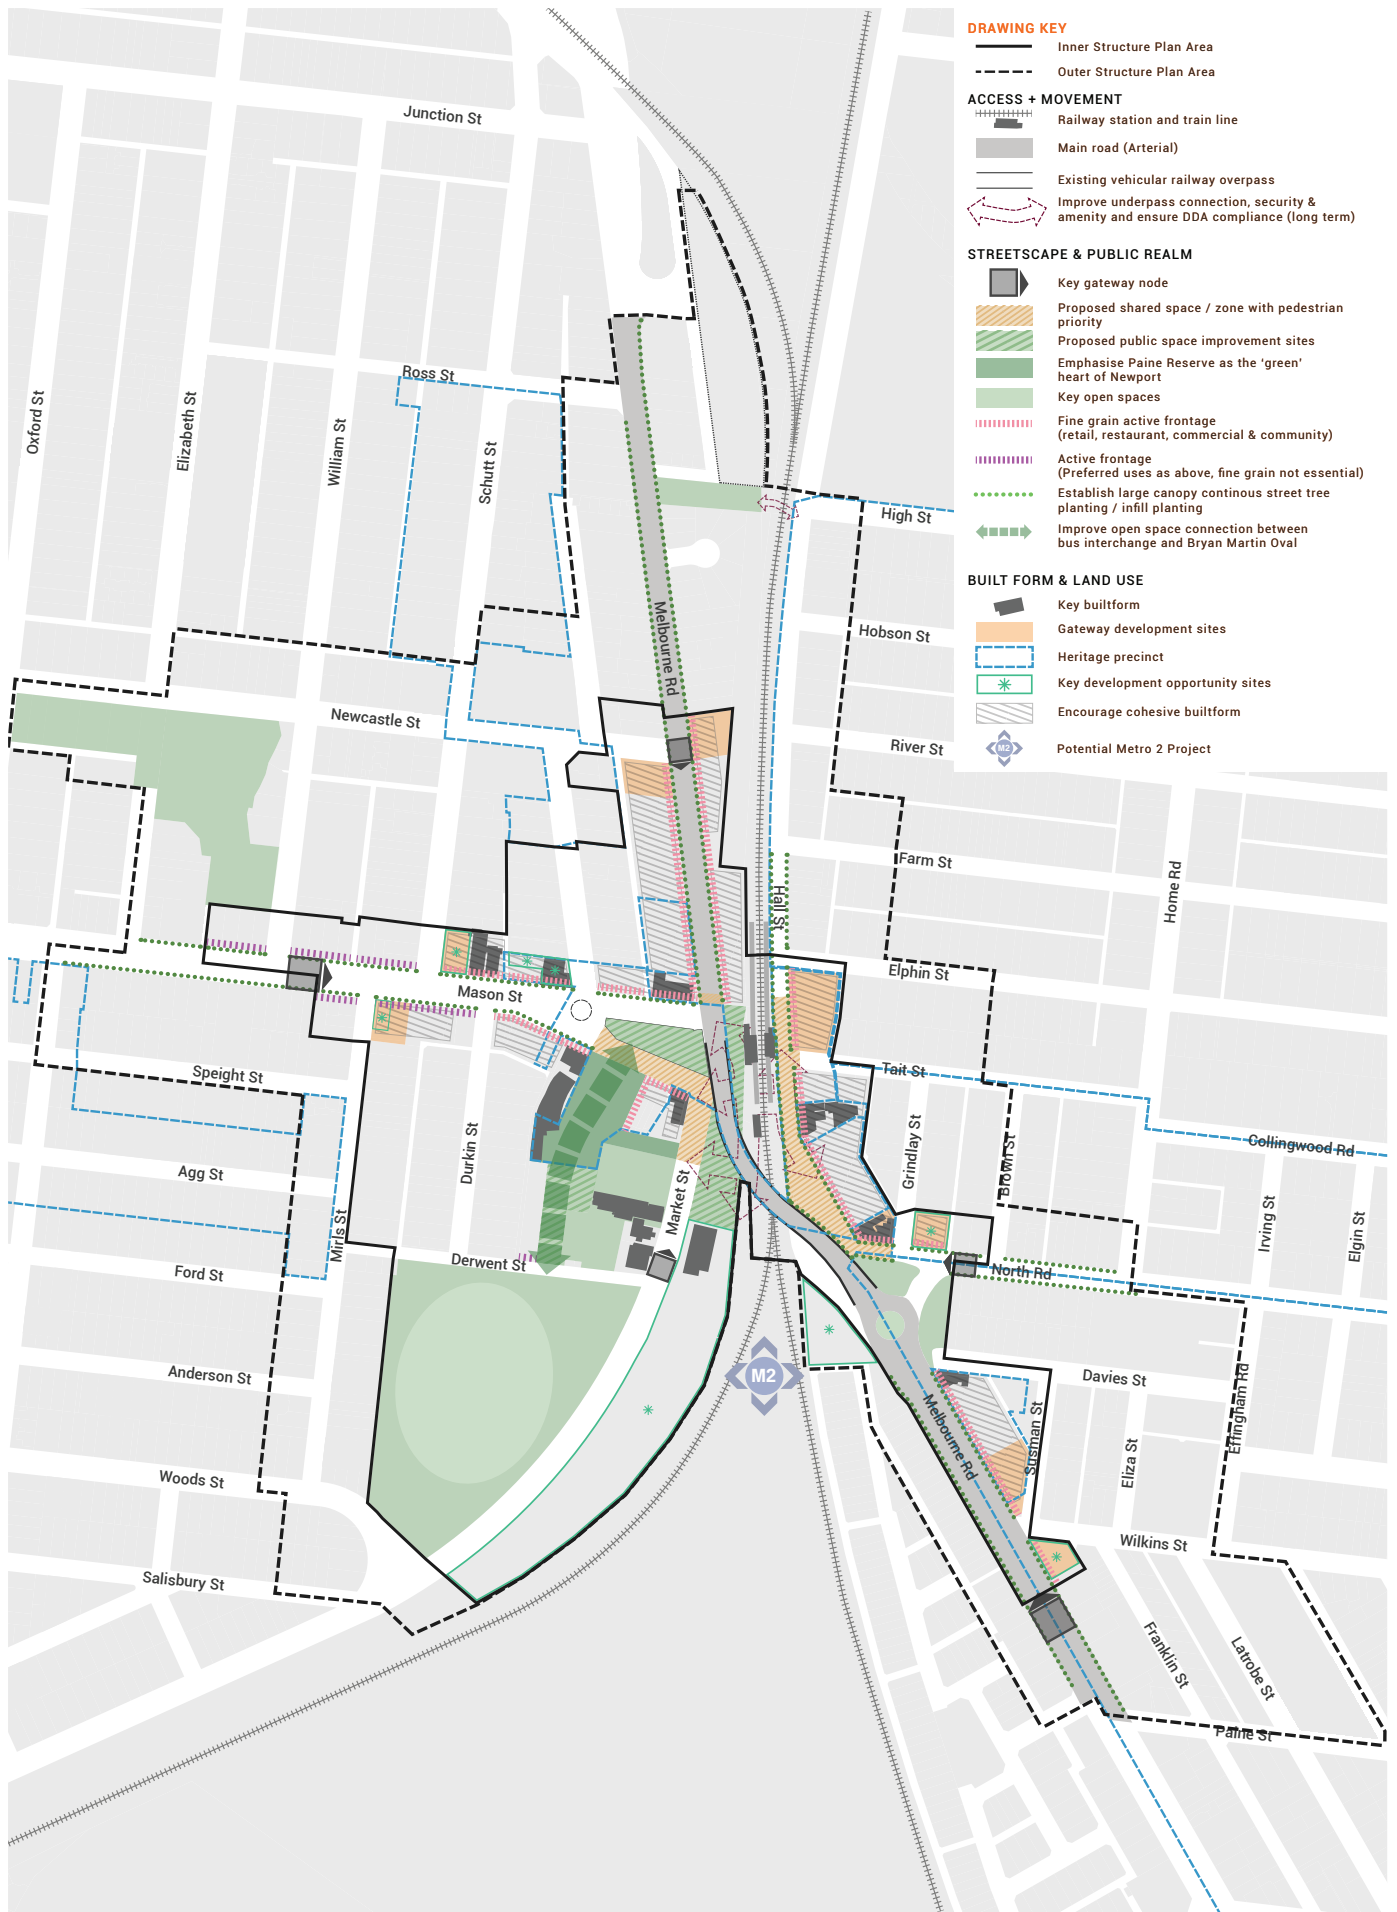 DRAWING KEY
Inner Structure Plan Area
Outer Structure Plan Area
ACCESS + MOVEMENT
Railway station and train line
Main road (Arterial)
Existing vehicular railway overpass
Improve underpass connection, security &
amenity and ensure DDA compliance (long term)
STREETSCAPE & PUBLIC REALM
Key gateway node
Proposed shared space / zone with pedestrian
priority
Proposed public space improvement sites
Emphasise Paine Reserve as the ‘green’
heart of Newport
Key open spaces
Fine grain active frontage
(retail, restaurant, commercial & community)
Active frontage
(Preferred uses as above, fine grain not essential)
Establish large canopy continous street tree
planting / infill planting
Improve open space connection between
bus interchange and Bryan Martin Oval
BUILT FORM & LAND USE
Key builtform
Gateway development sites
Heritage precinct
Key development opportunity sites
Encourage cohesive builtform
M2
Potential Metro 2 Project
Junction St
Ross St
Oxford St
Elizabeth St
William St
Schutt St
High St
Melbourne Rd
Hobson St
Newcastle St
River St
Farm St
Home Rd
Hall St
Elphin St
Mason St
Speight St
Tait St
Collingwood Rd
Grindlay St
Brown St
Durkin St
Agg St
Market St
Mirls St
Irving St
Elgin St
Derwent St
Ford St
North Rd
Anderson St
M2
Davies St
Melbourne Rd
Susman St
Effingham Rd
Eliza St
Woods St
Wilkins St
Salisbury St
Franklin St
Latrobe St
Paine St